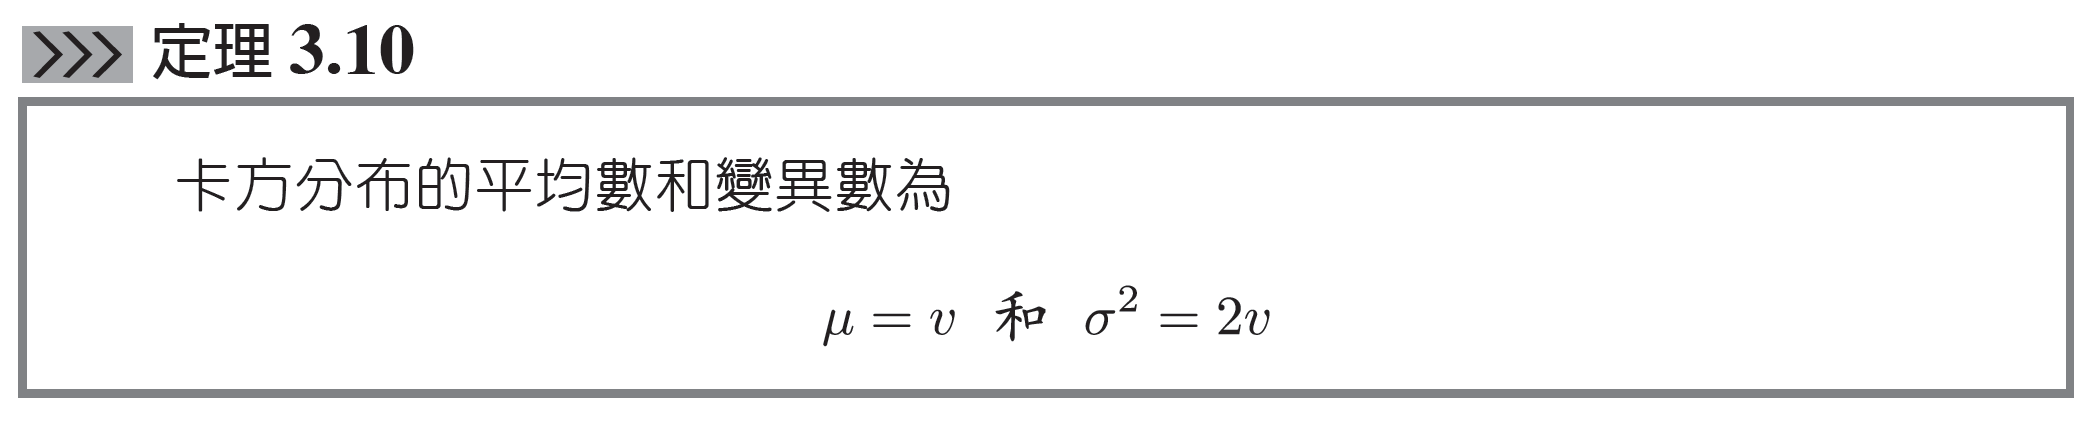 定理 3.10
卡方分布的平均數和變異數為
μ = v 和 σ² = 2v